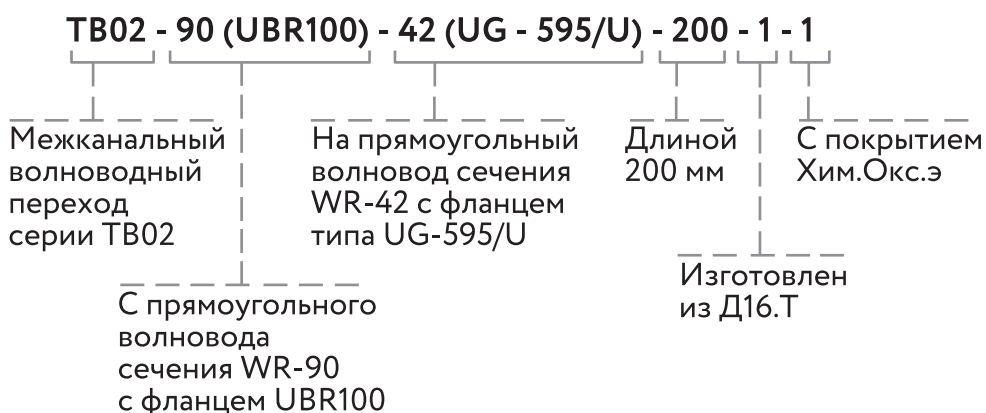 ТВ02 - 90 (UBR100) - 42 (UG - 595/U) - 200 - 1 - 1
Межканальный
волноводный
переход
серии ТВ02
На прямоугольный
волновод сечения
WR-42 с фланцем
типа UG-595/U
Длиной
200 мм
С покрытием
Хим.Окс.э
С прямоугольного
волновода
сечения WR-90
с фланцем UBR100
Изготовлен
из Д16.Т